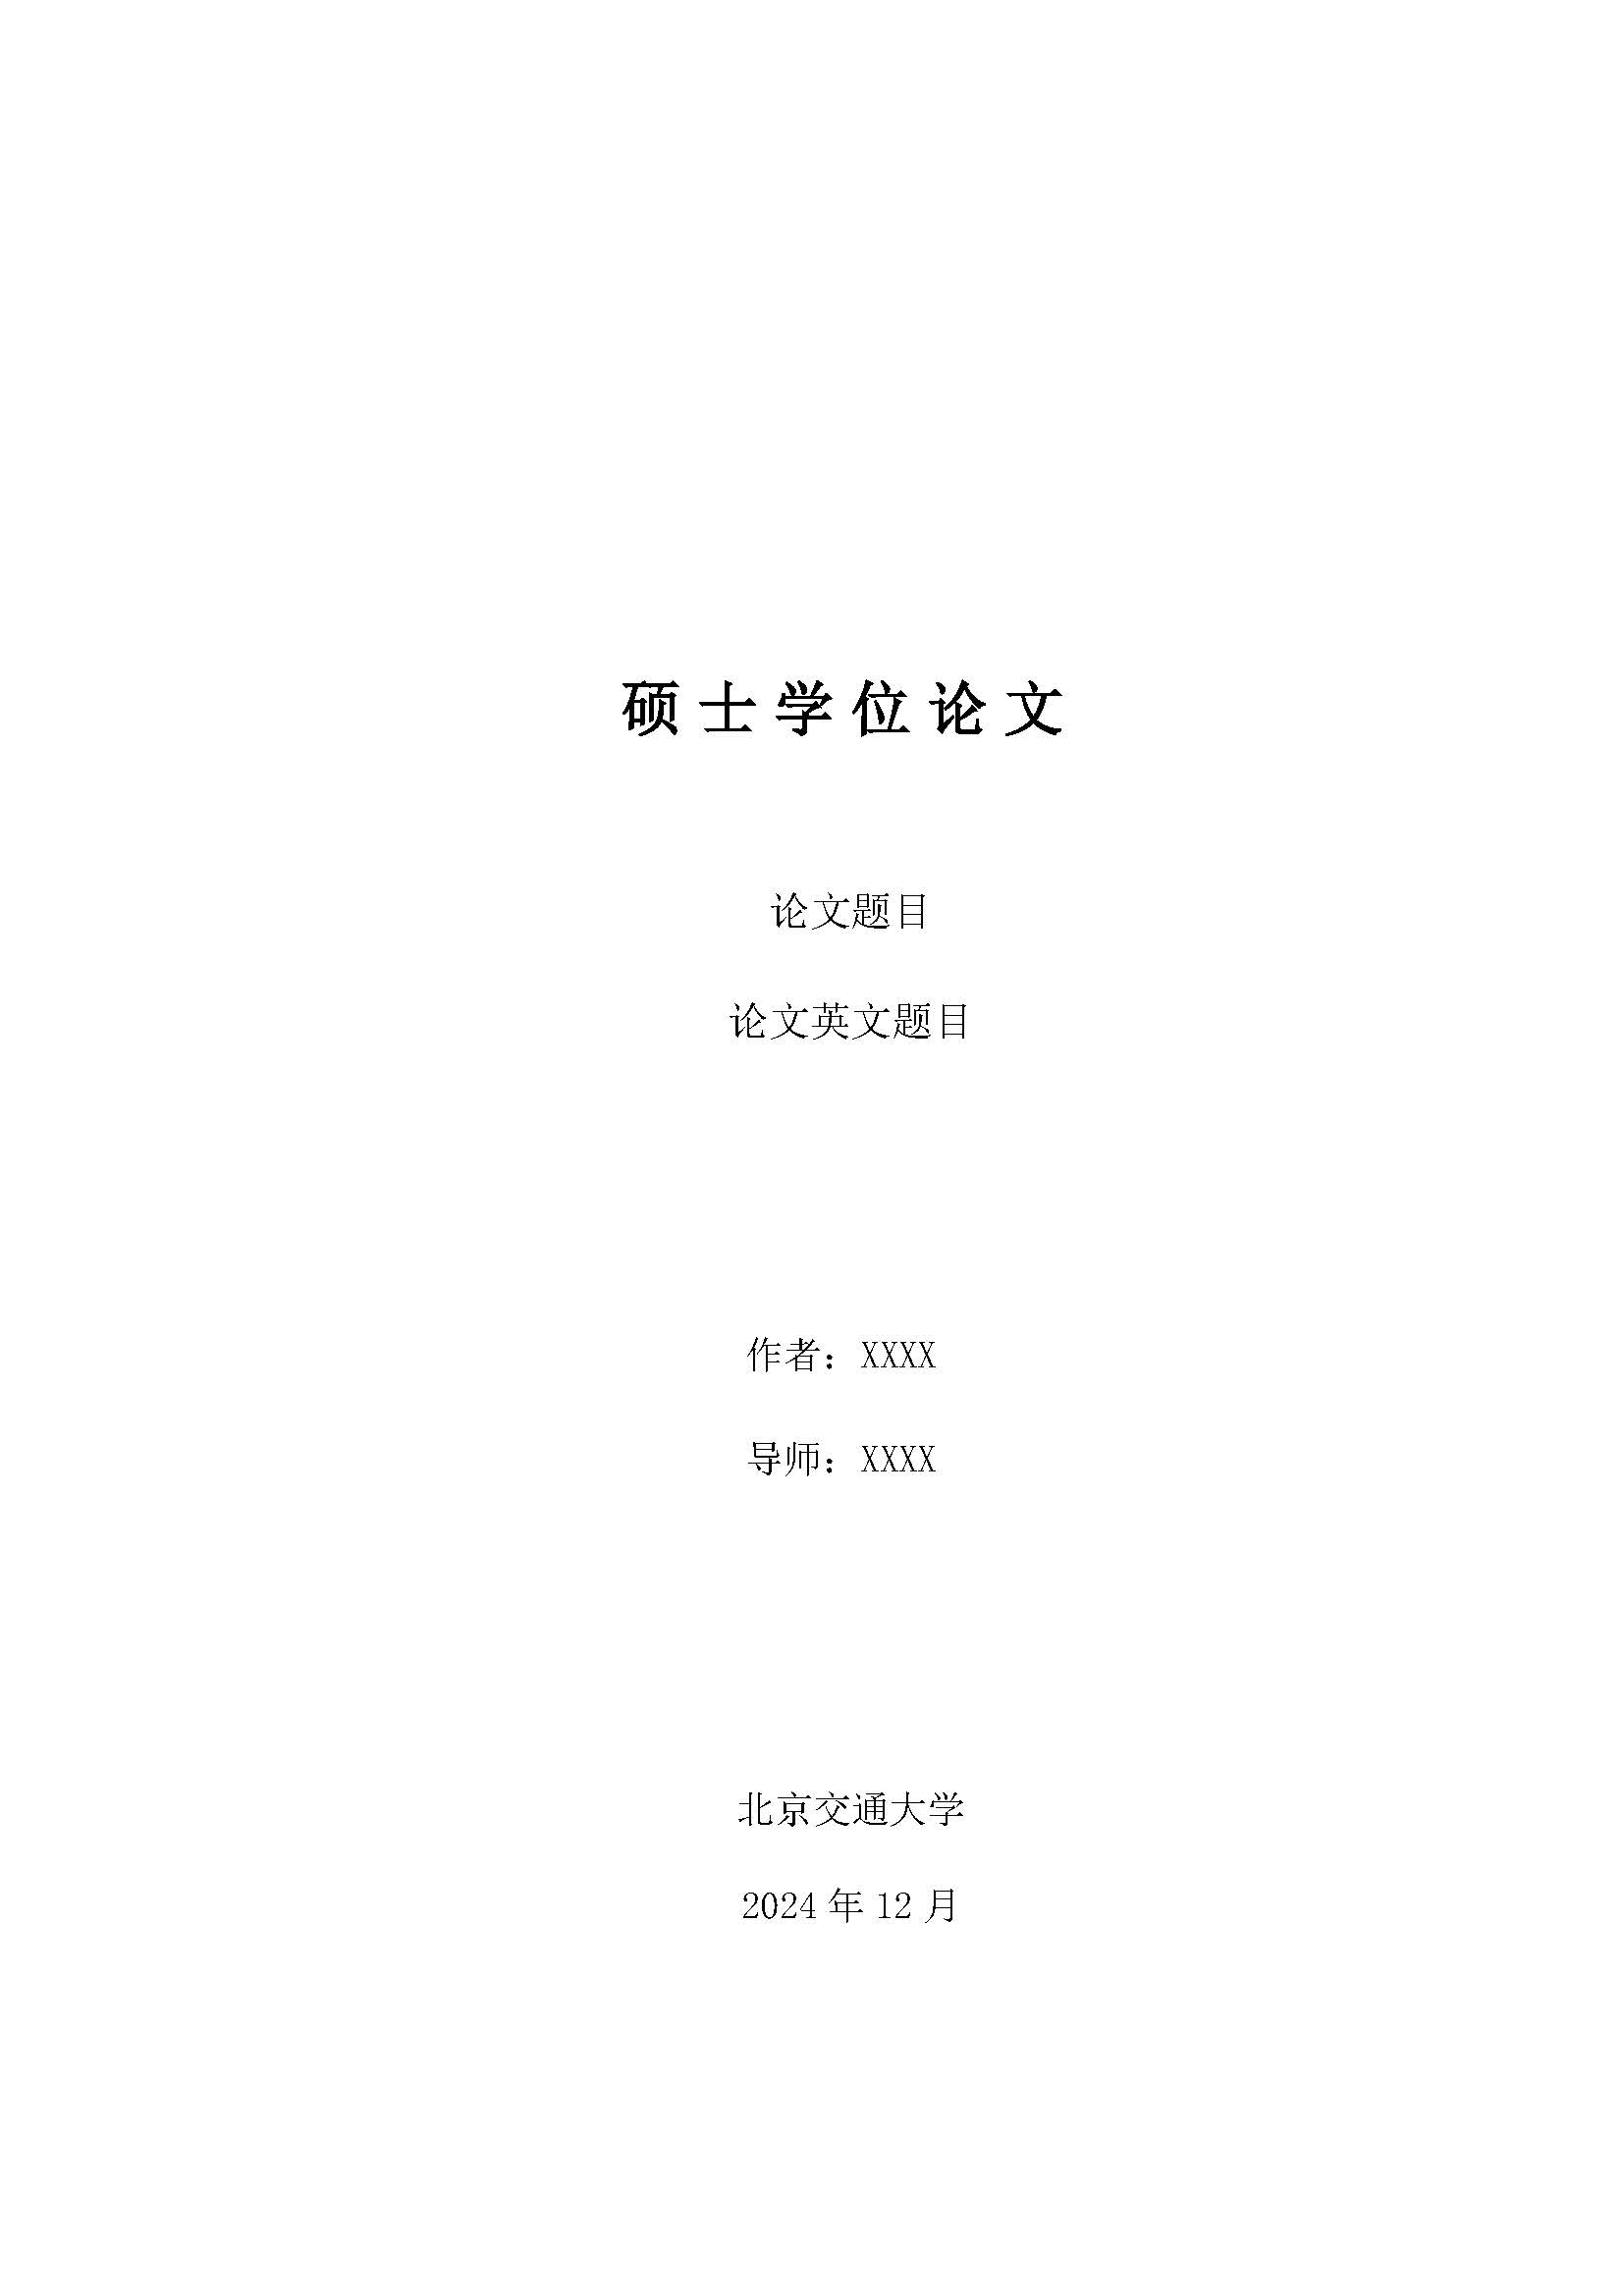 硕士学位论文
论文题目
论文英文题目
作者：XXXX
导师：XXXX
北京交通大学
2024 年 12 月